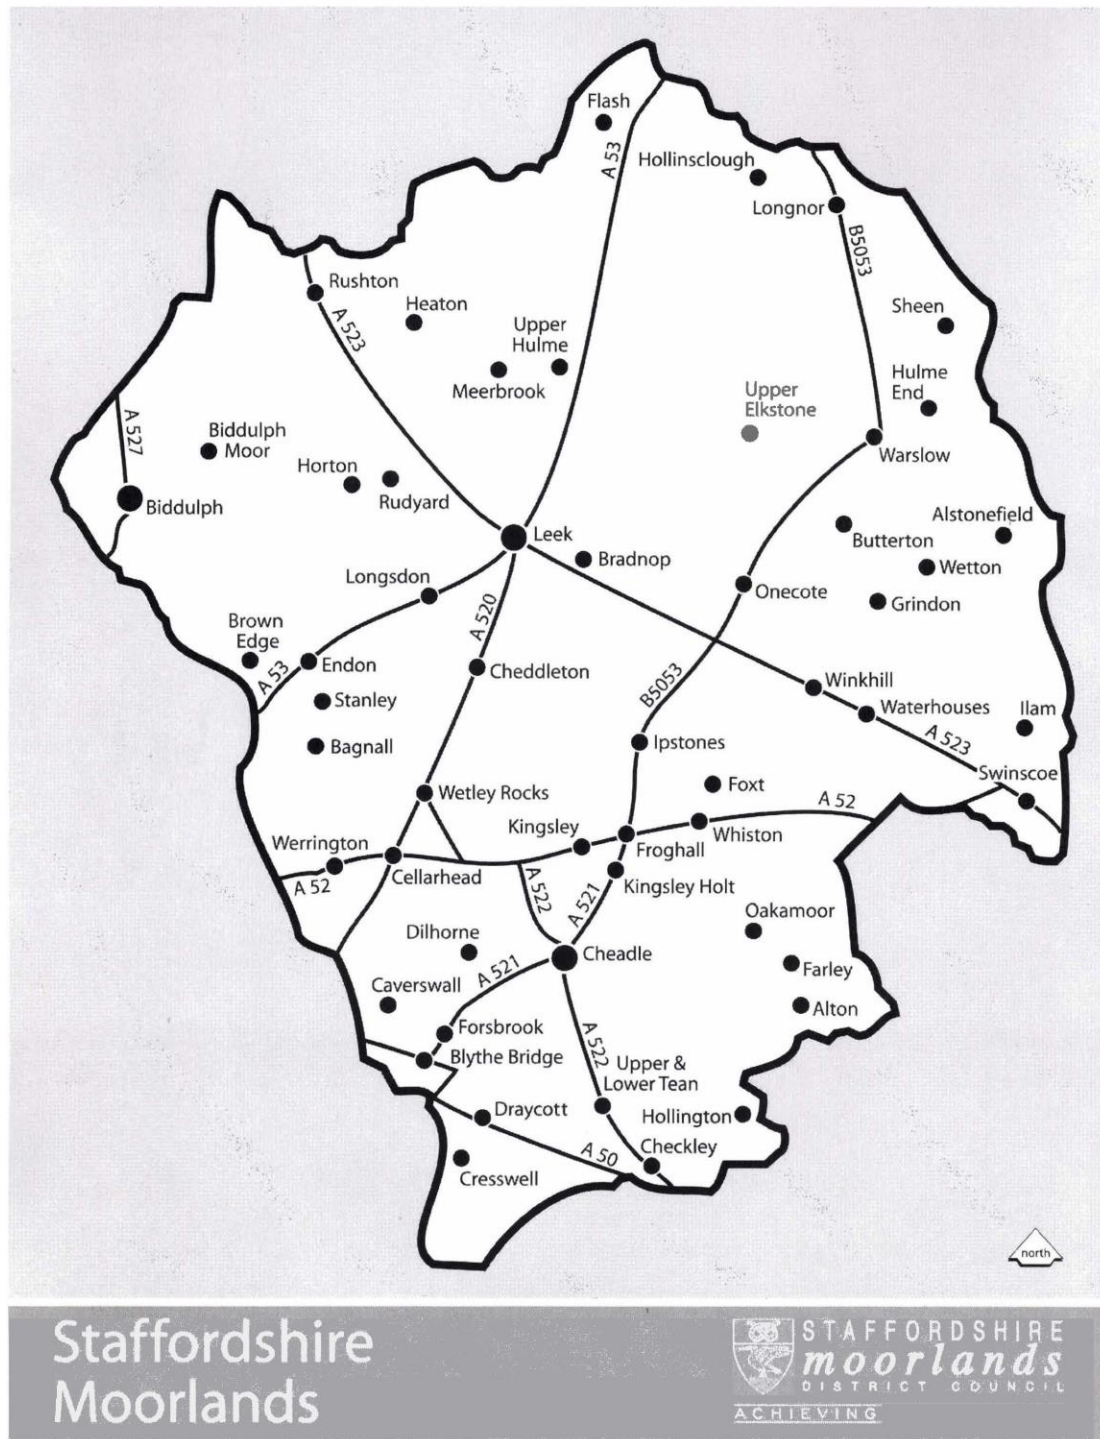 Flash
A 53
Hollinsclough
Longnor
B5053
Rushton
A 523
Heaton
Upper
Hulme
Meerbrook
Sheen
Hulme
End
Upper
Elkstone
A 527
Biddulph
Moor
Horton
Rudyard
Warslow
Biddulph
Leek
Alstonefield
Butterton
Bradnop
Wetton
Longsdon
Onecote
Grindon
A 520
Brown
Edge
Endon
A 53
Cheddleton
Stanley
B5053
Winkhill
Waterhouses
Ilam
Bagnall
Ipstones
A 523
Swinscoe
Wetley Rocks
Foxt
A 52
Kingsley
Whiston
Werrington
Froghall
A 52
Cellarhead
A 522
A 521
Kingsley Holt
Oakamoor
Dilhorne
Cheadle
A 521
Farley
Caverswall
Alton
Forsbrook
A 522
Blythe Bridge
Upper &
Lower Tean
Draycott
Hollington
Checkley
A 50
Cresswell
north
Staffordshire
Moorlands
STAFFORDSHIRE
moorlands
DISTRICT COUNCIL
ACHIEVING